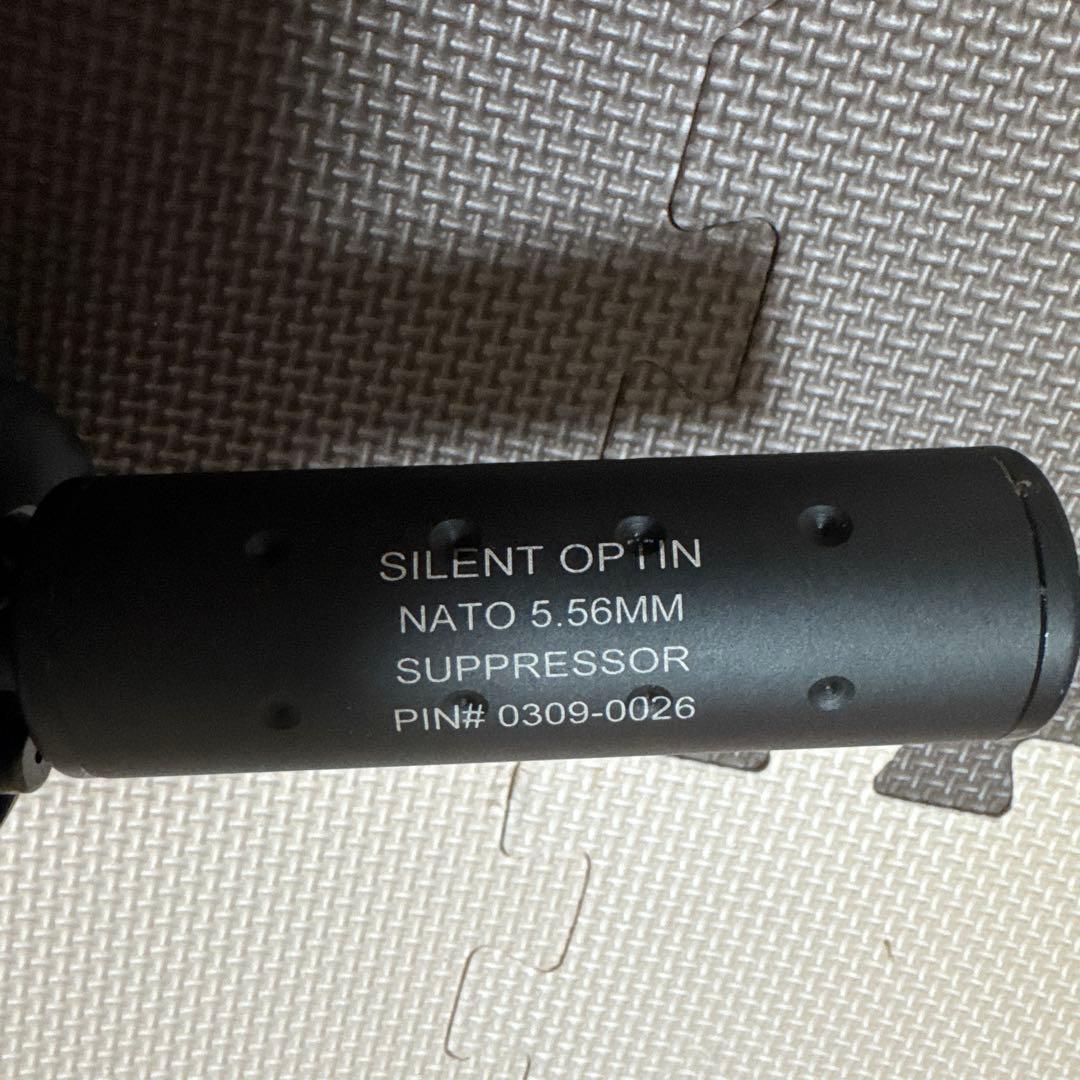 SILENT OPTIN
NATO 5.56MM
SUPPRESSOR
PIN# 0309-0026